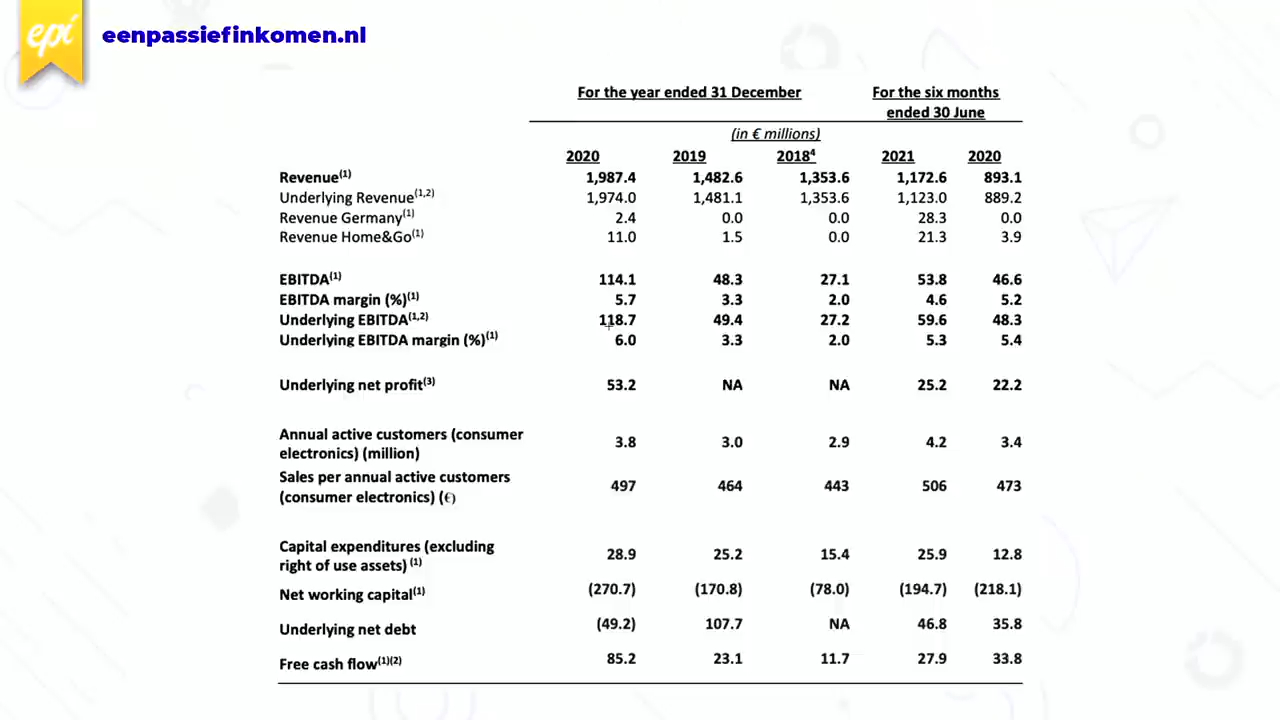 epi
eenpassiefinkomen.nl
For the year ended 31 December For the six months
ended 30 June
(in € millions)
2020 2019 2018⁴ 2021 2020
Revenue⁽¹⁾ 1,987.4 1,482.6 1,353.6 1,172.6 893.1
Underlying Revenue⁽¹,²⁾ 1,974.0 1,481.1 1,353.6 1,123.0 889.2
Revenue Germany⁽¹⁾ 2.4 0.0 0.0 28.3 0.0
Revenue Home&Go⁽¹⁾ 11.0 1.5 0.0 21.3 3.9
EBITDA⁽¹⁾ 114.1 48.3 27.1 53.8 46.6
EBITDA margin (%)⁽¹⁾ 5.7 3.3 2.0 4.6 5.2
Underlying EBITDA⁽¹,²⁾ 118.7 49.4 27.2 59.6 48.3
Underlying EBITDA margin (%)⁽¹⁾ 6.0 3.3 2.0 5.3 5.4
Underlying net profit⁽³⁾ 53.2 NA NA 25.2 22.2
Annual active customers (consumer
electronics) (million) 3.8 3.0 2.9 4.2 3.4
Sales per annual active customers
(consumer electronics) (€) 497 464 443 506 473
Capital expenditures (excluding
right of use assets) ⁽¹⁾ 28.9 25.2 15.4 25.9 12.8
Net working capital⁽¹⁾ (270.7) (170.8) (78.0) (194.7) (218.1)
Underlying net debt (49.2) 107.7 NA 46.8 35.8
Free cash flow⁽¹⁾⁽²⁾ 85.2 23.1 11.7 27.9 33.8